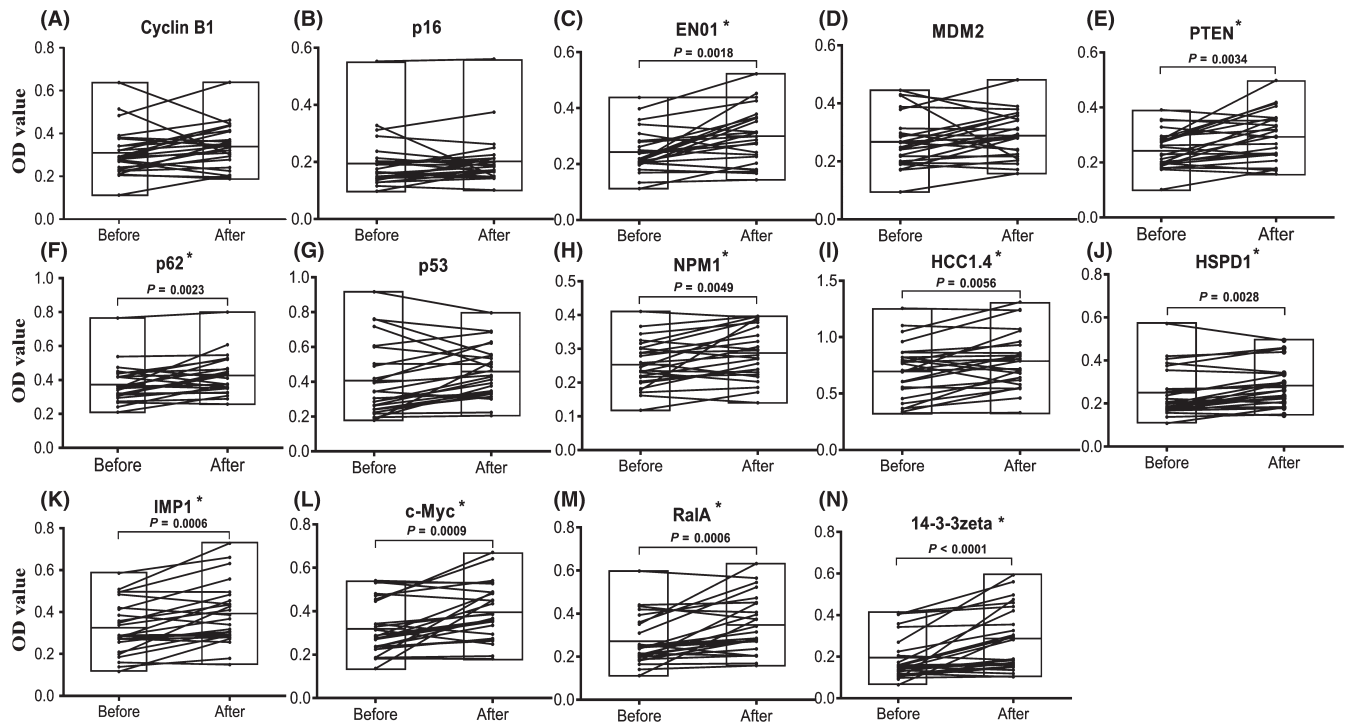 (A) Cyclin B1
(B) p16
(C) EN01 *
P = 0.0018
(D) MDM2
(E) PTEN *
P = 0.0034
OD value
0.8
0.6
0.4
0.2
0.0
Before After
0.6
0.4
0.2
0.0
Before After
0.6
0.4
0.2
0.0
Before After
0.6
0.4
0.2
0.0
Before After
0.6
0.4
0.2
0.0
Before After
(F) p62 *
P = 0.0023
(G) p53
(H) NPM1 *
P = 0.0049
(I) HCC1.4 *
P = 0.0056
(J) HSPD1 *
P = 0.0028
OD value
1.0
0.8
0.6
0.4
0.2
0.0
Before After
1.0
0.8
0.6
0.4
0.2
0.0
Before After
0.5
0.4
0.3
0.2
0.1
0.0
Before After
1.5
1.0
0.5
0.0
Before After
0.8
0.6
0.4
0.2
0.0
Before After
(K) IMP1 *
P = 0.0006
(L) c-Myc *
P = 0.0009
(M) RalA *
P = 0.0006
(N) 14-3-3zeta *
P < 0.0001
OD value
0.8
0.6
0.4
0.2
0.0
Before After
0.8
0.6
0.4
0.2
0.0
Before After
0.8
0.6
0.4
0.2
0.0
Before After
0.8
0.6
0.4
0.2
0.0
Before After